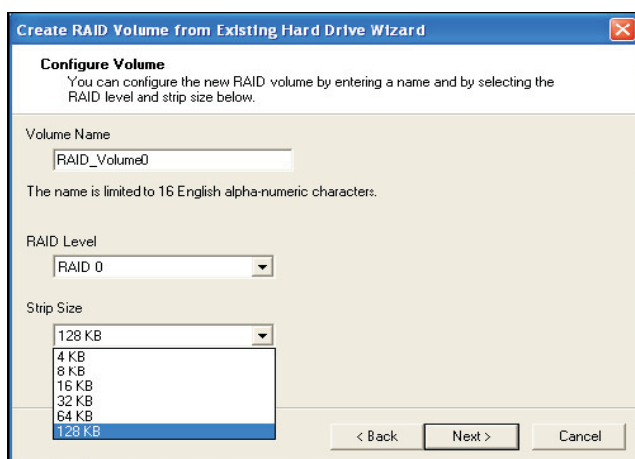 Create RAID Volume from Existing Hard Drive Wizard
Configure Volume
You can configure the new RAID volume by entering a name and by selecting the
RAID level and strip size below.
Volume Name
RAID_Volume0
The name is limited to 16 English alpha-numeric characters.
RAID Level
RAID 0
Strip Size
128 KB
4 KB
8 KB
16 KB
32 KB
64 KB
128 KB
< Back
Next >
Cancel